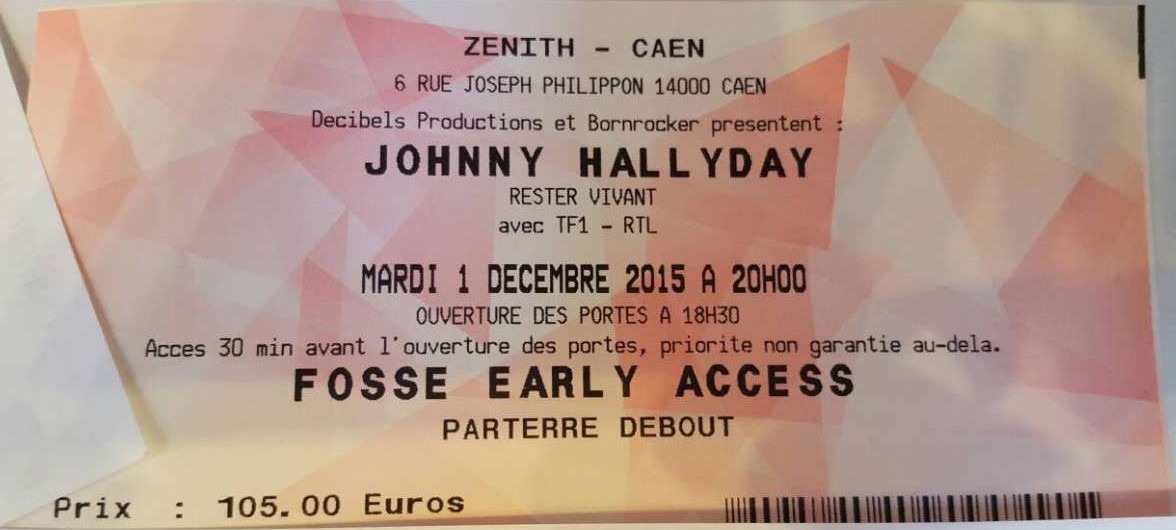 ZENITH - CAEN
6 RUE JOSEPH PHILIPPON 14000 CAEN
Decibels Productions et Bornrocker presentent :
JOHNNY HALLYDAY
RESTER VIVANT
avec TF1 - RTL
MARDI 1 DECEMBRE 2015 A 20H00
OUVERTURE DES PORTES A 18H30
Acces 30 min avant l'ouverture des portes, priorite non garantie au-dela.
FOSSE EARLY ACCESS
PARTERRE DEBOUT
Prix : 105.00 Euros